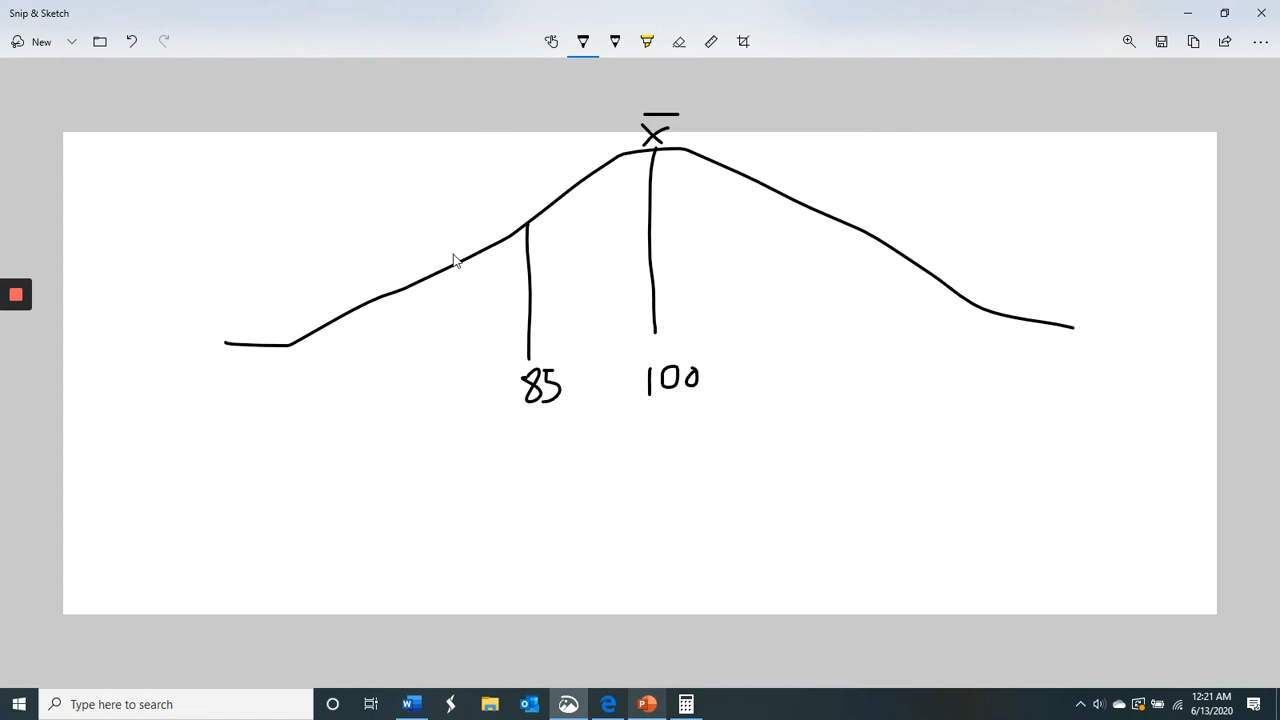 Snip & Sketch
New
x̄
85
100
Type here to search
12:21 AM
6/13/2020